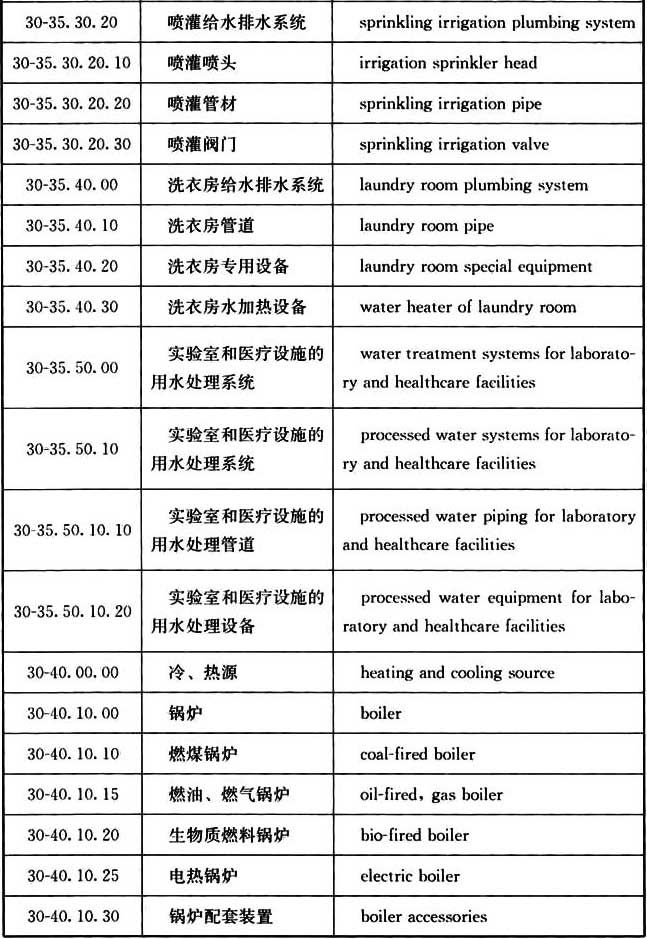 30-35. 30. 20 喷灌给水排水系统 sprinkling irrigation plumbing system
30-35. 30. 20. 10 喷灌喷头 irrigation sprinkler head
30-35. 30. 20. 20 喷灌管材 sprinkling irrigation pipe
30-35. 30. 20. 30 喷灌阀门 sprinkling irrigation valve
30-35. 40. 00 洗衣房给水排水系统 laundry room plumbing system
30-35. 40. 10 洗衣房管道 laundry room pipe
30-35. 40. 20 洗衣房专用设备 laundry room special equipment
30-35. 40. 30 洗衣房水加热设备 water heater of laundry room
30-35. 50. 00
实验室和医疗设施的
用水处理系统
water treatment systems for laborato-
ry and healthcare facilities
30-35. 50. 10
实验室和医疗设施的
用水处理系统
processed water systems for laborato-
ry and healthcare facilities
30-35. 50. 10. 10
实验室和医疗设施的
用水处理管道
processed water piping for laboratory
and healthcare facilities
30-35. 50. 10. 20
实验室和医疗设施的
用水处理设备
processed water equipment for labo-
ratory and healthcare facilities
30-40. 00. 00 冷、热源 heating and cooling source
30-40. 10. 00 锅炉 boiler
30-40. 10. 10 燃煤锅炉 coal-fired boiler
30-40. 10. 15 燃油、燃气锅炉 oil-fired, gas boiler
30-40. 10. 20 生物质燃料锅炉 bio-fired boiler
30-40. 10. 25 电热锅炉 electric boiler
30-40. 10. 30 锅炉配套装置 boiler accessories